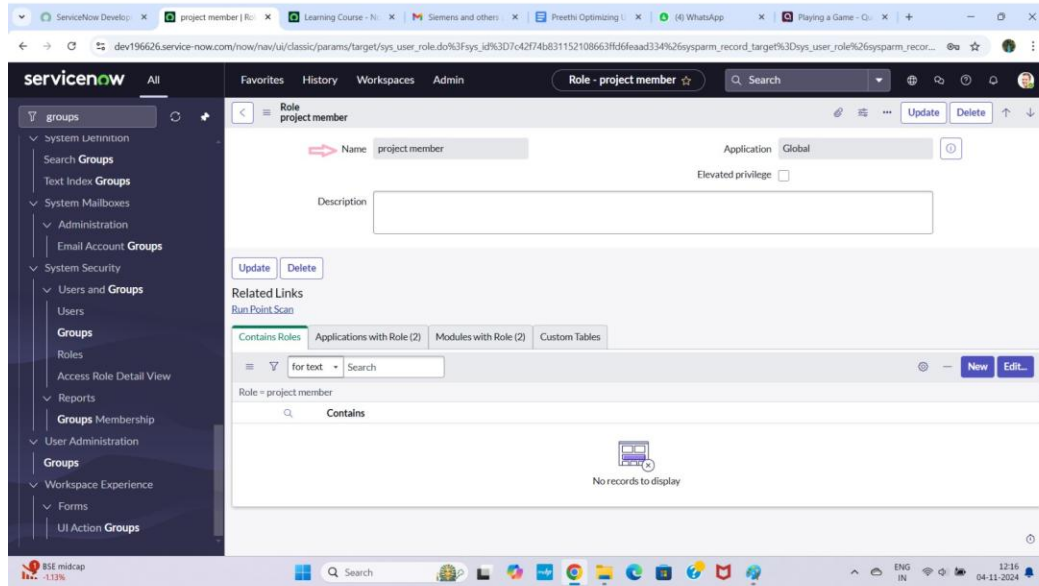 ServiceNow Develop
project member | Ro
Learning Course - N
Siemens and others
Preethi Optimizing U
(4) WhatsApp
Playing a Game - Qu
dev196626.service-now.com/now/nav/ui/classic/params/target/sys_user_role.do%3Fsys_id%3D7c42f74b831152108663ffd6feaad334%26sysparm_record_target%3Dsys_user_role%26sysparm_recor...
servicenow All Favorites History Workspaces Admin Role - project member Search
groups
System Definition
Search Groups
Text Index Groups
System Mailboxes
Administration
Email Account Groups
System Security
Users and Groups
Users
Groups
Roles
Access Role Detail View
Reports
Groups Membership
User Administration
Groups
Workspace Experience
Forms
UI Action Groups
Role
project member
Update Delete
Name project member Application Global
Elevated privilege
Description
Update Delete
Related Links
Run Point Scan
Contains Roles Applications with Role (2) Modules with Role (2) Custom Tables
for text Search New Edit...
Role = project member
Contains
No records to display
BSE midcap
-1.13%
Search
ENG
IN
12:16
04-11-2024